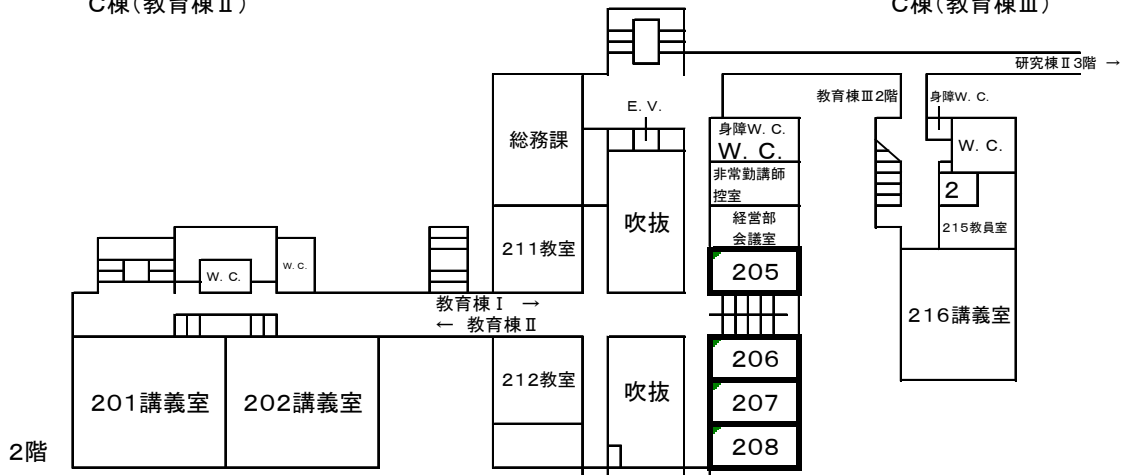 C棟(教育棟Ⅱ)
C棟(教育棟Ⅲ)
研究棟Ⅱ3階 →
教育棟Ⅲ2階
身障W.C.
E.V.
身障W.C.
W.C.
W.C.
総務課
非常勤講師
控室
2
吹抜
経営部
会議室
215教員室
211教室
205
W.C.
W.C.
教育棟Ⅰ →
← 教育棟Ⅱ
216講義室
206
212教室
吹抜
201講義室
202講義室
207
208
2階